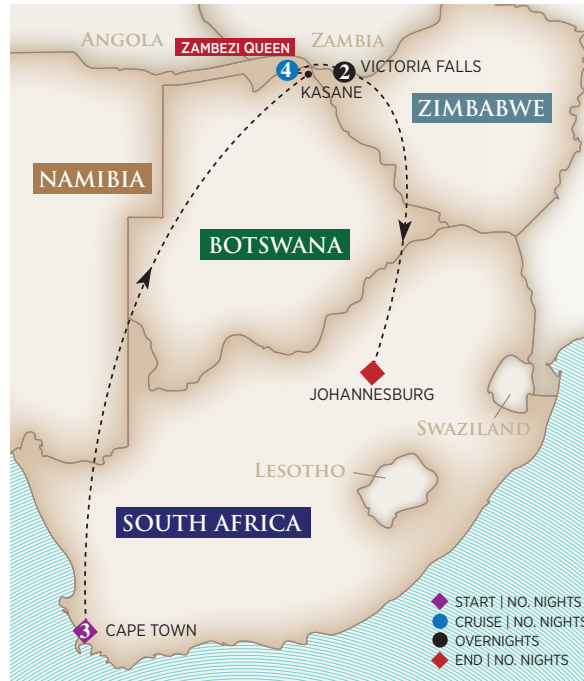 ANGOLA
ZAMBIA
ZAMBEZI QUEEN
4
2
VICTORIA FALLS
KASANE
ZIMBABWE
NAMIBIA
BOTSWANA
JOHANNESBURG
SWAZILAND
LESOTHO
SOUTH AFRICA
3
CAPE TOWN
START | NO. NIGHTS
CRUISE | NO. NIGHTS
OVERNIGHTS
END | NO. NIGHTS